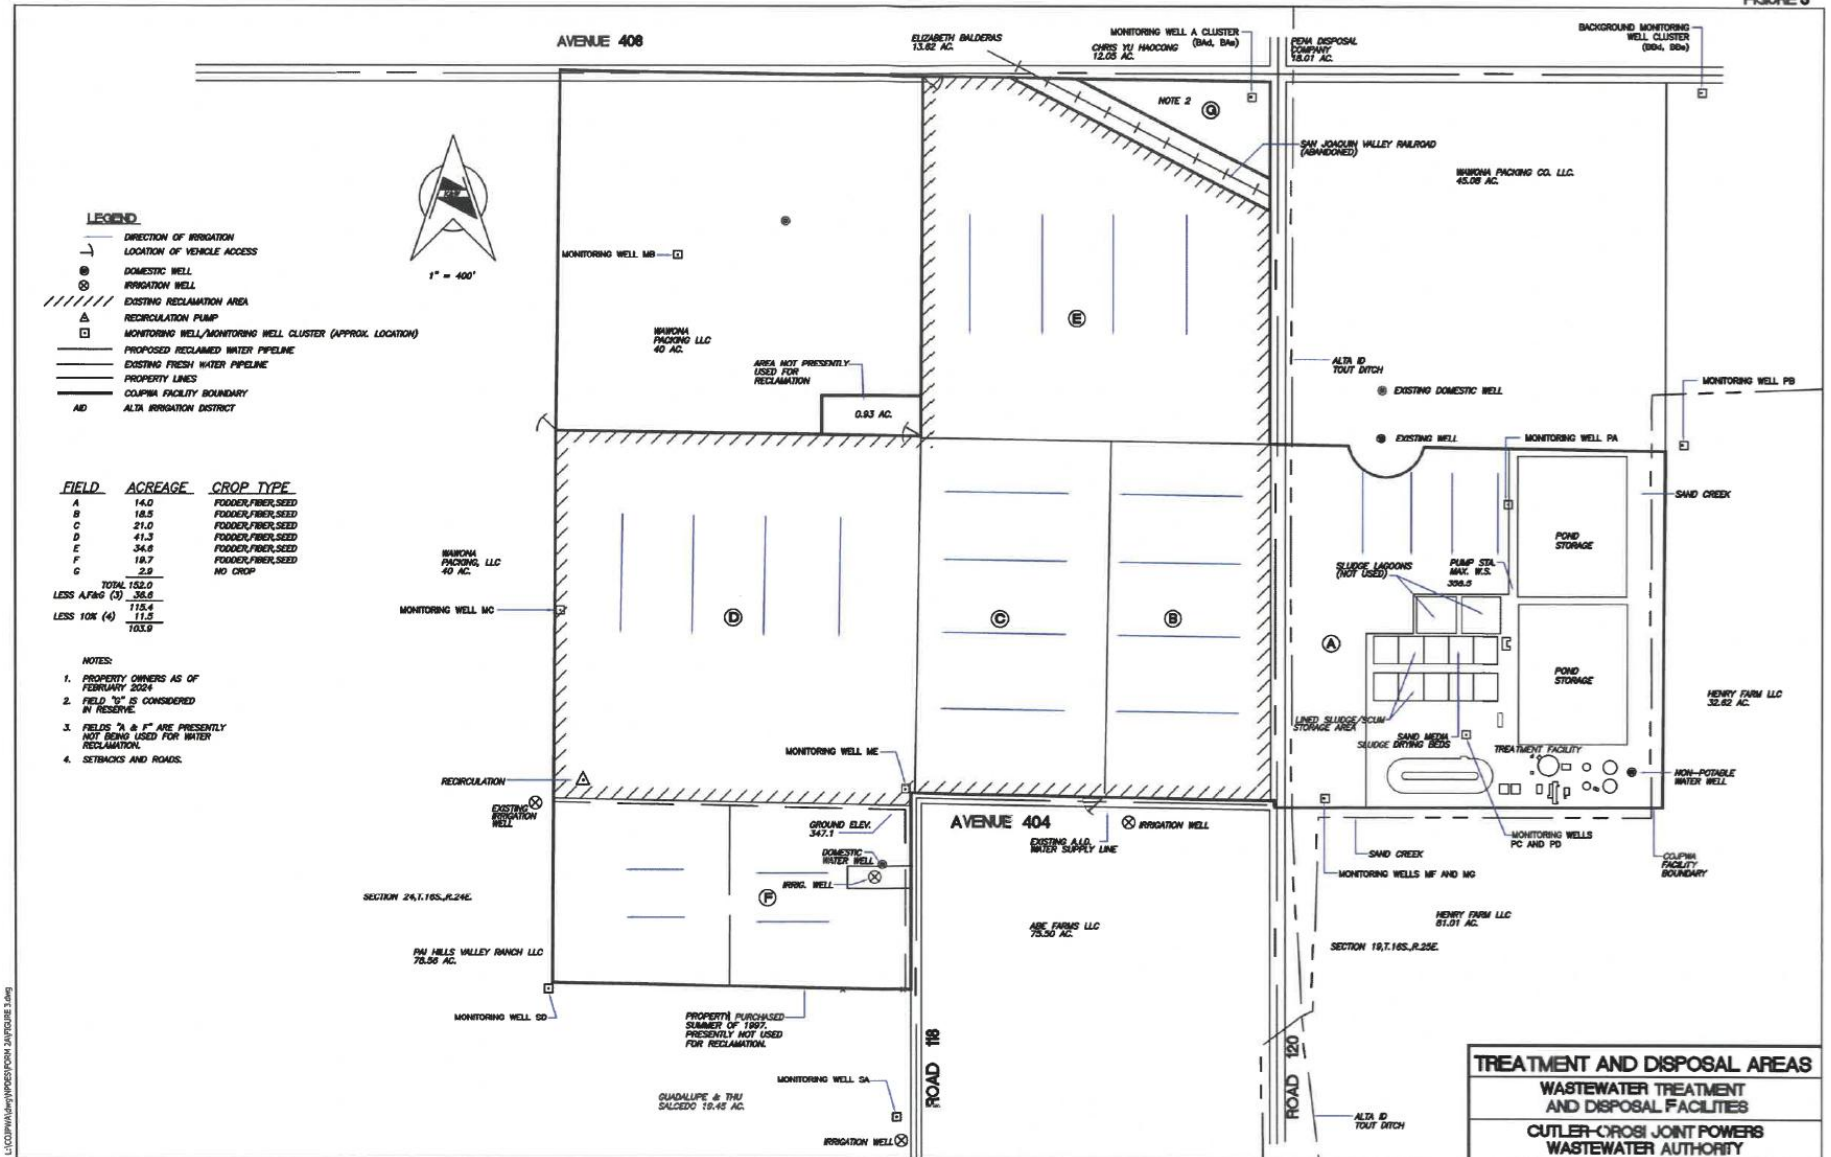 AVENUE 408
ELIZABETH BALDERAS
13.62 AC.
CHRIS YU HAOCONG
12.05 AC.
MONITORING WELL A CLUSTER
(BAd, BAs)
PENA DISPOSAL
COMPANY
18.01 AC.
BACKGROUND MONITORING
WELL CLUSTER
NOTE 2
G
SAN JOAQUIN VALLEY RAILROAD
(ABANDONED)
WAWONA PACKING CO. LLC.
45.08 AC.
1" = 400'
LEGEND
DIRECTION OF IRRIGATION
LOCATION OF VEHICLE ACCESS
DOMESTIC WELL
IRRIGATION WELL
EXISTING RECLAMATION AREA
RECIRCULATION PUMP
MONITORING WELL/MONITORING WELL CLUSTER (APPROX. LOCATION)
PROPOSED RECLAIMED WATER PIPELINE
EXISTING FRESH WATER PIPELINE
PROPERTY LINES
COJPWA FACILITY BOUNDARY
AID ALTA IRRIGATION DISTRICT
MONITORING WELL MB
WAWONA
PACKING LLC
40 AC.
AREA NOT PRESENTLY
USED FOR
RECLAMATION
0.93 AC.
E
ALTA ID
TOUT DITCH
EXISTING DOMESTIC WELL
EXISTING WELL
MONITORING WELL PB
MONITORING WELL PA
SAND CREEK
FIELD ACREAGE CROP TYPE
A 14.0 FODDER,FIBER,SEED
B 18.5 FODDER,FIBER,SEED
C 21.0 FODDER,FIBER,SEED
D 41.3 FODDER,FIBER,SEED
E 34.6 FODDER,FIBER,SEED
F 19.7 FODDER,FIBER,SEED
G 2.9 NO CROP
TOTAL 152.0
LESS A,F&G (3) 36.6
115.4
LESS 10% (4) 11.5
103.9
NOTES:
1. PROPERTY OWNERS AS OF
FEBRUARY 2024
2. FIELD "G" IS CONSIDERED
IN RESERVE.
3. FIELDS "A & F" ARE PRESENTLY
NOT BEING USED FOR WATER
RECLAMATION.
4. SETBACKS AND ROADS.
WAWONA
PACKING, LLC
40 AC.
MONITORING WELL MC
D
C
B
A
POND
STORAGE
SLUDGE LAGOONS
(NOT USED)
PUMP STA.
MAX. W.S.
POND
STORAGE
HENRY FARM LLC
32.62 AC.
LINED SLUDGE/SCUM
STORAGE AREA
SAND MEDIA
SLUDGE DRYING BEDS
TREATMENT FACILITY
NON-POTABLE
WATER WELL
MONITORING WELL ME
RECIRCULATION
EXISTING
IRRIGATION
WELL
GROUND ELEV.
347.1
AVENUE 404
EXISTING A.I.D.
WATER SUPPLY LINE
IRRIGATION WELL
MONITORING WELLS
PC AND PD
SAND CREEK
COJPWA
FACILITY
BOUNDARY
MONITORING WELLS MF AND MG
DOMESTIC
WATER WELL
IRRIG. WELL
F
SECTION 24,T.16S.,R.24E.
PAI HILLS VALLEY RANCH LLC
78.56 AC.
ABE FARMS LLC
75.50 AC.
HENRY FARM LLC
81.01 AC.
SECTION 19,T.16S.,R.25E.
MONITORING WELL SD
PROPERTY PURCHASED
SUMMER OF 1997.
PRESENTLY NOT USED
FOR RECLAMATION.
MONITORING WELL SA
GUADALUPE & THU
SALCEDO 19.45 AC.
IRRIGATION WELL
ROAD 118
ROAD 120
ALTA ID
TOUT DITCH
TREATMENT AND DISPOSAL AREAS
WASTEWATER TREATMENT
AND DISPOSAL FACILITIES
CUTLER-OROSI JOINT POWERS
WASTEWATER AUTHORITY